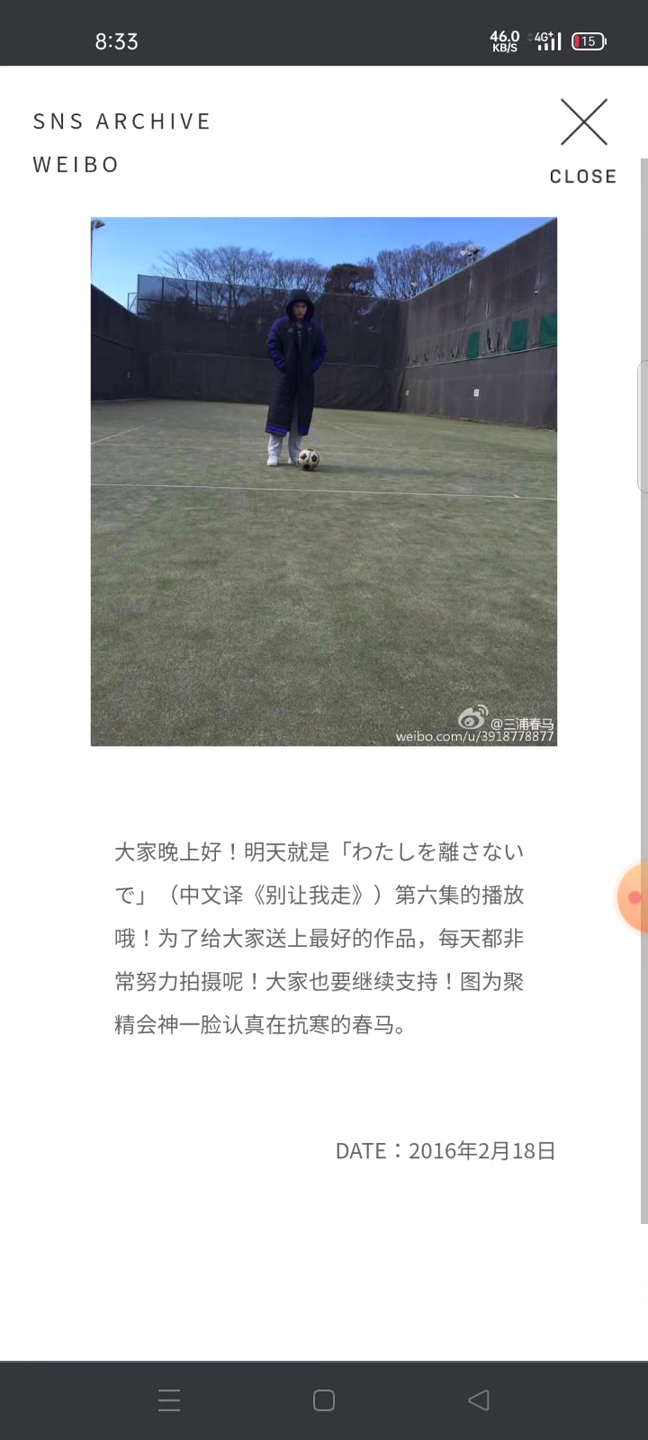 8:33
46.0
KB/S
4G+
15
SNS ARCHIVE
WEIBO
CLOSE
@三浦春马
weibo.com/u/3918778877
大家晚上好！明天就是「わたしを離さない
で」（中文译《别让我走》）第六集的播放
哦！为了给大家送上最好的作品，每天都非
常努力拍摄呢！大家也要继续支持！图为聚
精会神一脸认真在抗寒的春马。
DATE：2016年2月18日